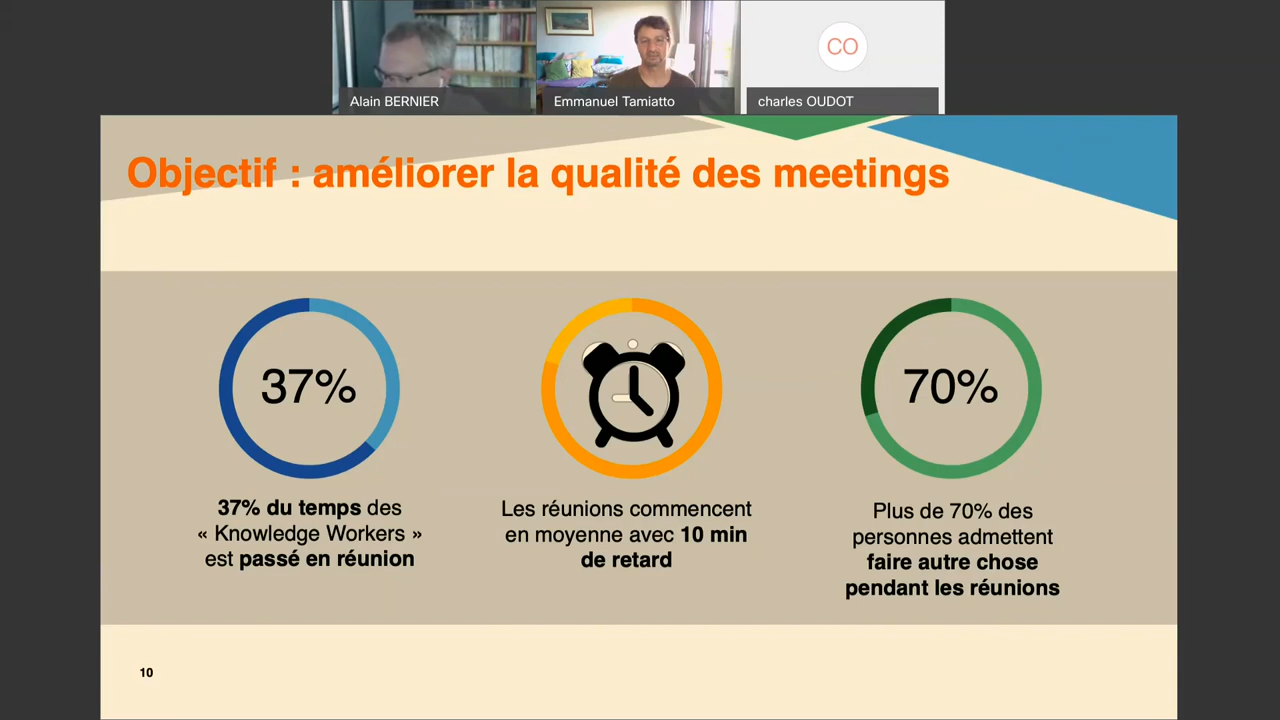 Alain BERNIER
Emmanuel Tamiatto
CO
charles OUDOT
Objectif : améliorer la qualité des meetings
37%
70%
37% du temps des
« Knowledge Workers »
est passé en réunion
Les réunions commencent
en moyenne avec 10 min
de retard
Plus de 70% des
personnes admettent
faire autre chose
pendant les réunions
10